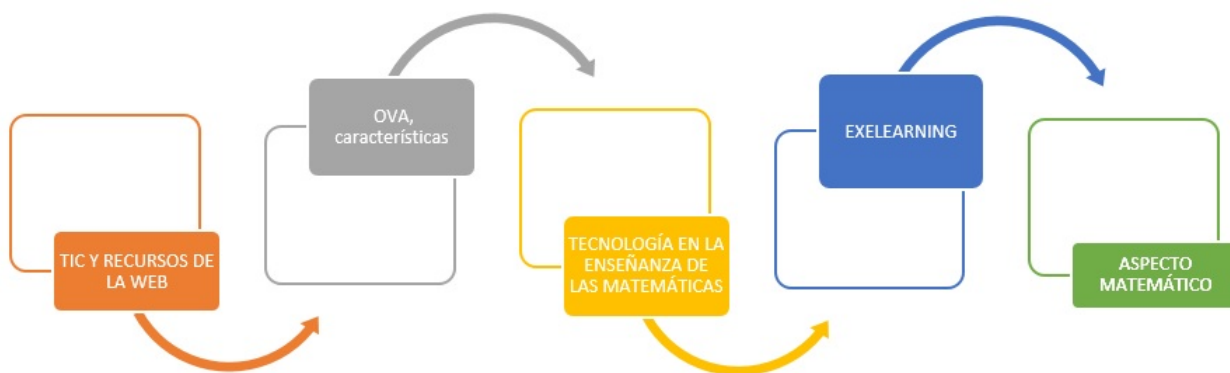 TIC Y RECURSOS DE
LA WEB
OVA,
características
TECNOLOGÍA EN LA
ENSEÑANZA DE
LAS MATEMÁTICAS
EXELEARNING
ASPECTO
MATEMÁTICO